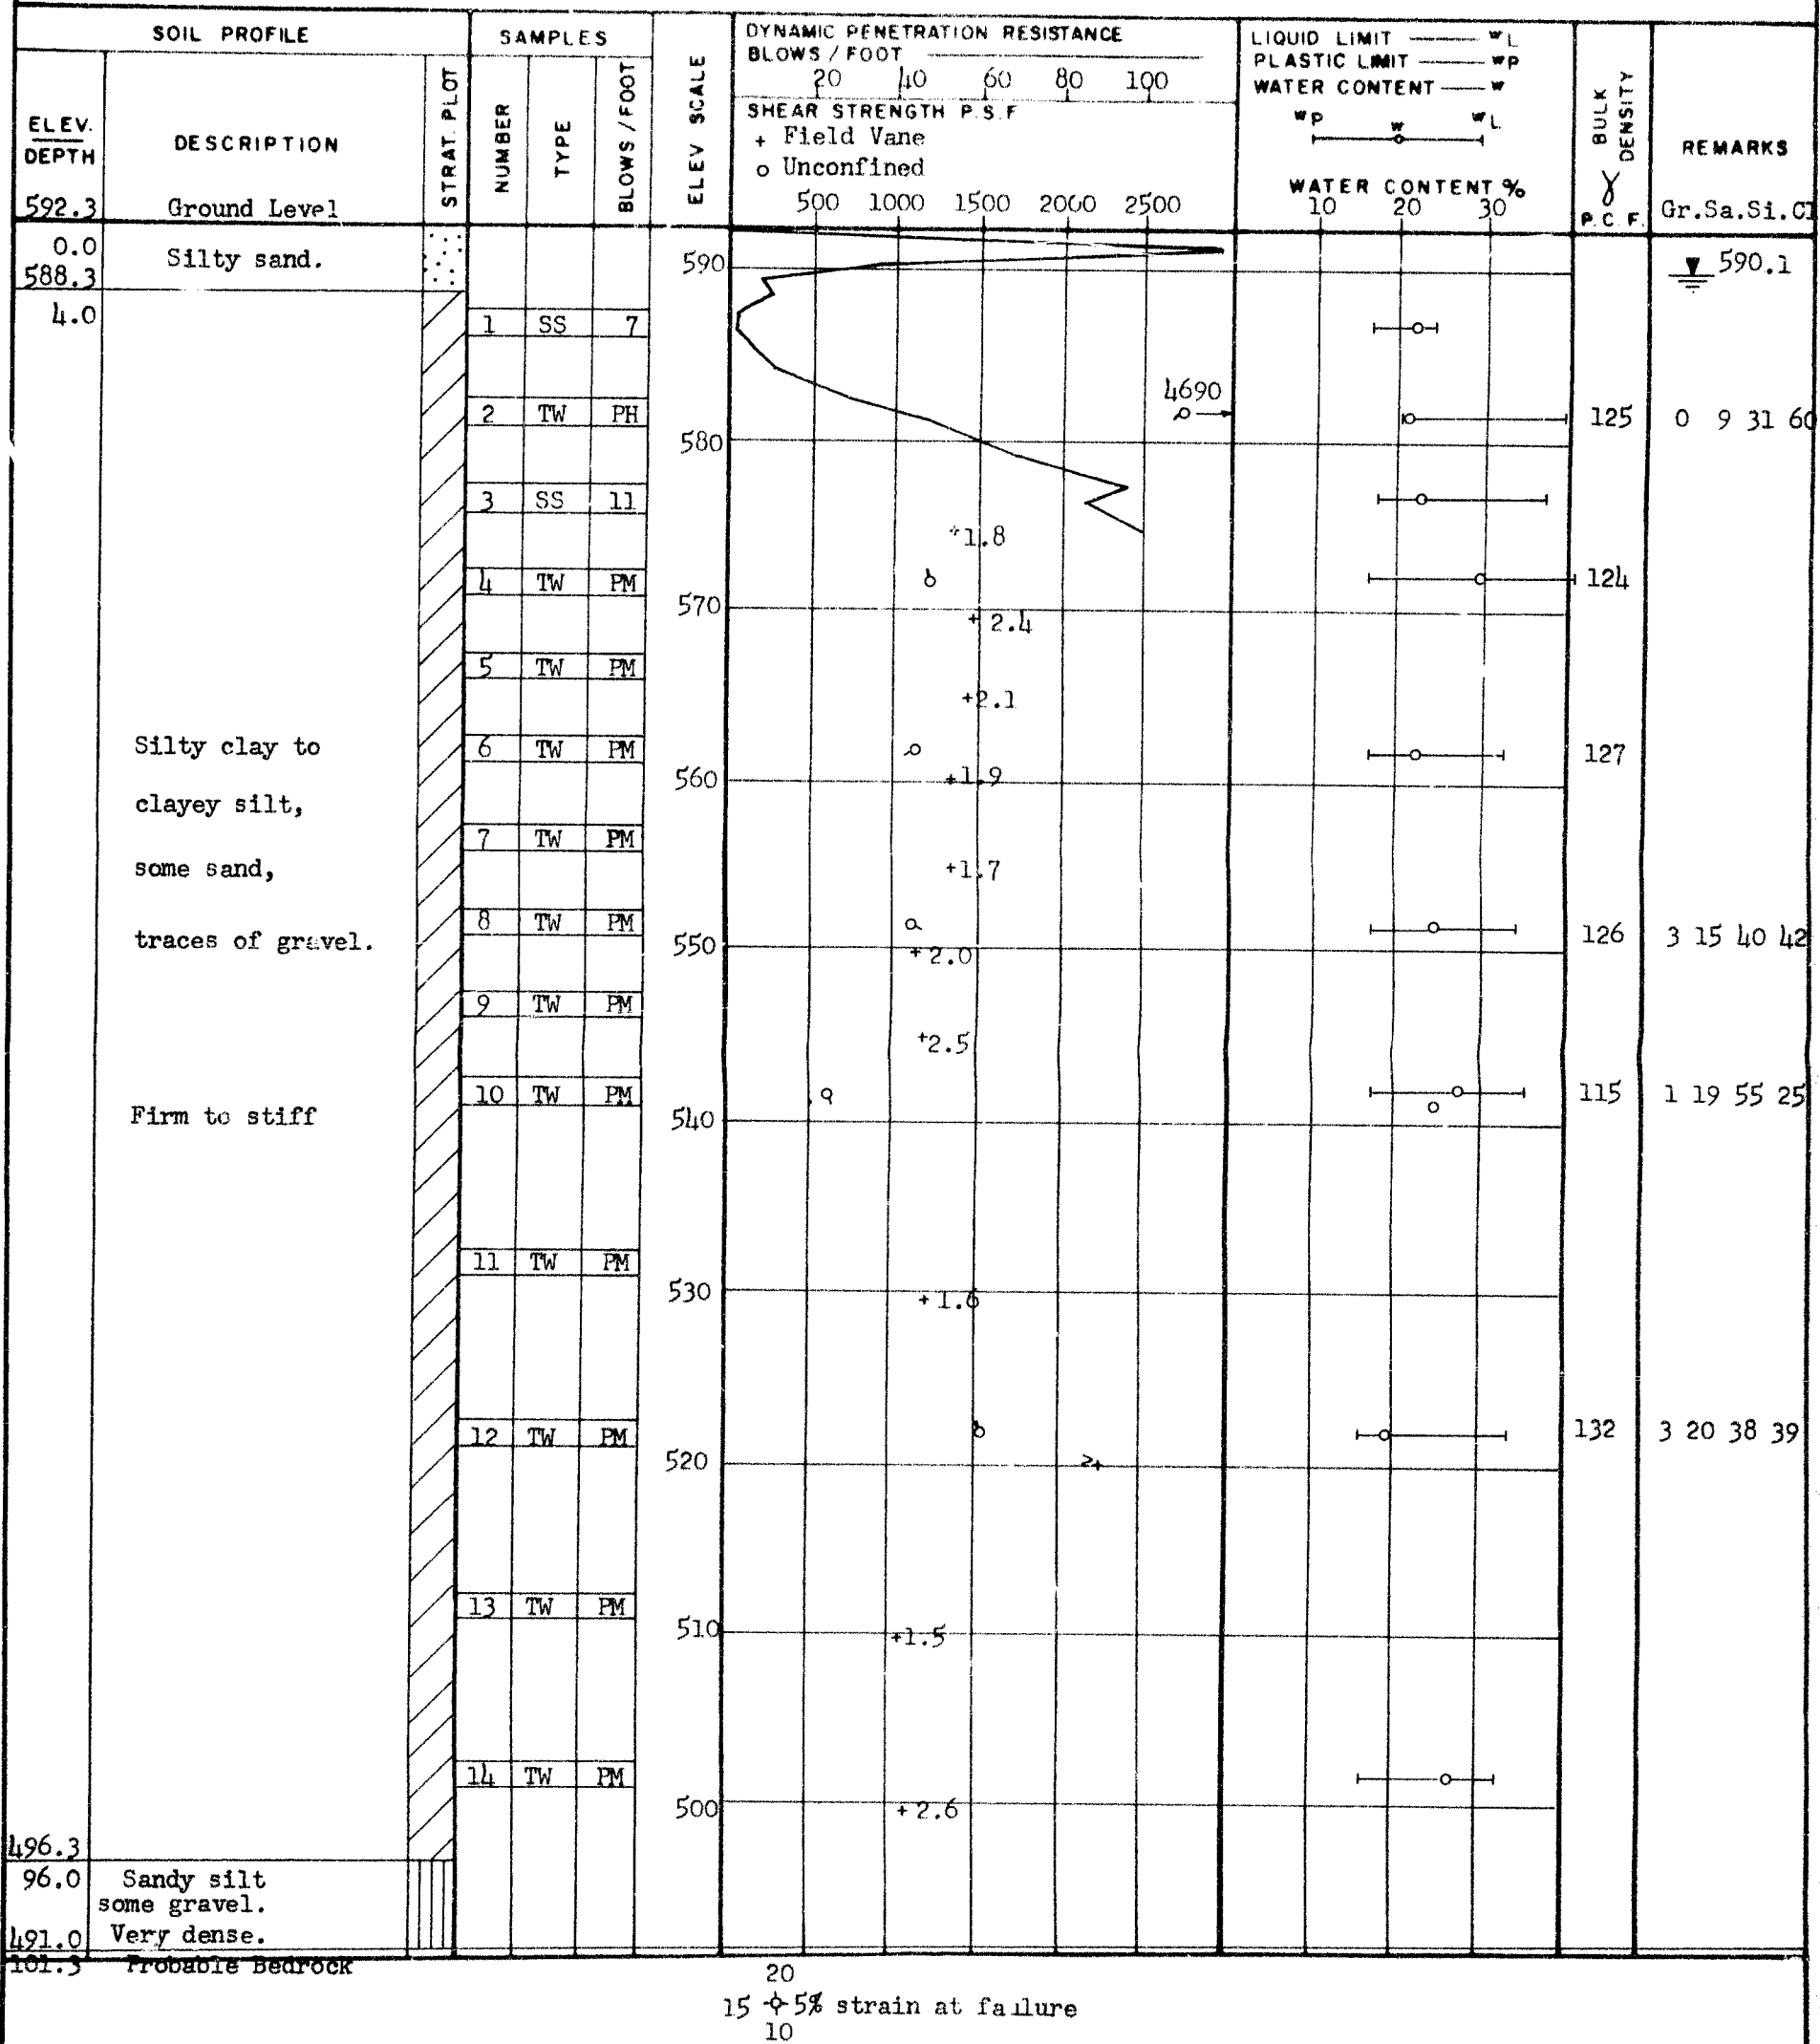 SOIL PROFILE
SAMPLES
ELEV. DEPTH
DESCRIPTION
STRAT. PLOT
NUMBER
TYPE
BLOWS / FOOT
ELEV SCALE
DYNAMIC PENETRATION RESISTANCE
BLOWS / FOOT
20 40 60 80 100
SHEAR STRENGTH P.S.F
+ Field Vane
o Unconfined
500 1000 1500 2000 2500
LIQUID LIMIT wL
PLASTIC LIMIT wP
WATER CONTENT w
wP w wL
WATER CONTENT %
10 20 30
BULK DENSITY
γ
P.C.F.
REMARKS
Gr.Sa.Si.Cl
592.3 Ground Level
0.0 Silty sand.
588.3
4.0
590
590.1
1 SS 7
4690
2 TW PH 125 0 9 31 60
580
3 SS 11
+1.8
4 TW PM 124
570
+2.4
5 TW PM
+2.1
Silty clay to
6 TW PM 127
560
+1.9
clayey silt,
7 TW PM
some sand,
+1.7
8 TW PM 126 3 15 40 42
traces of gravel.
550
+2.0
9 TW PM
+2.5
10 TW PM 115 1 19 55 25
Firm to stiff
540
11 TW PM
530
+1.6
12 TW PM 132 3 20 38 39
520
>+
13 TW PM
510
+1.5
14 TW PM
500
+2.6
496.3
96.0 Sandy silt
some gravel.
491.0 Very dense.
101.3 Probable Bedrock
20
15 5% strain at failure
10